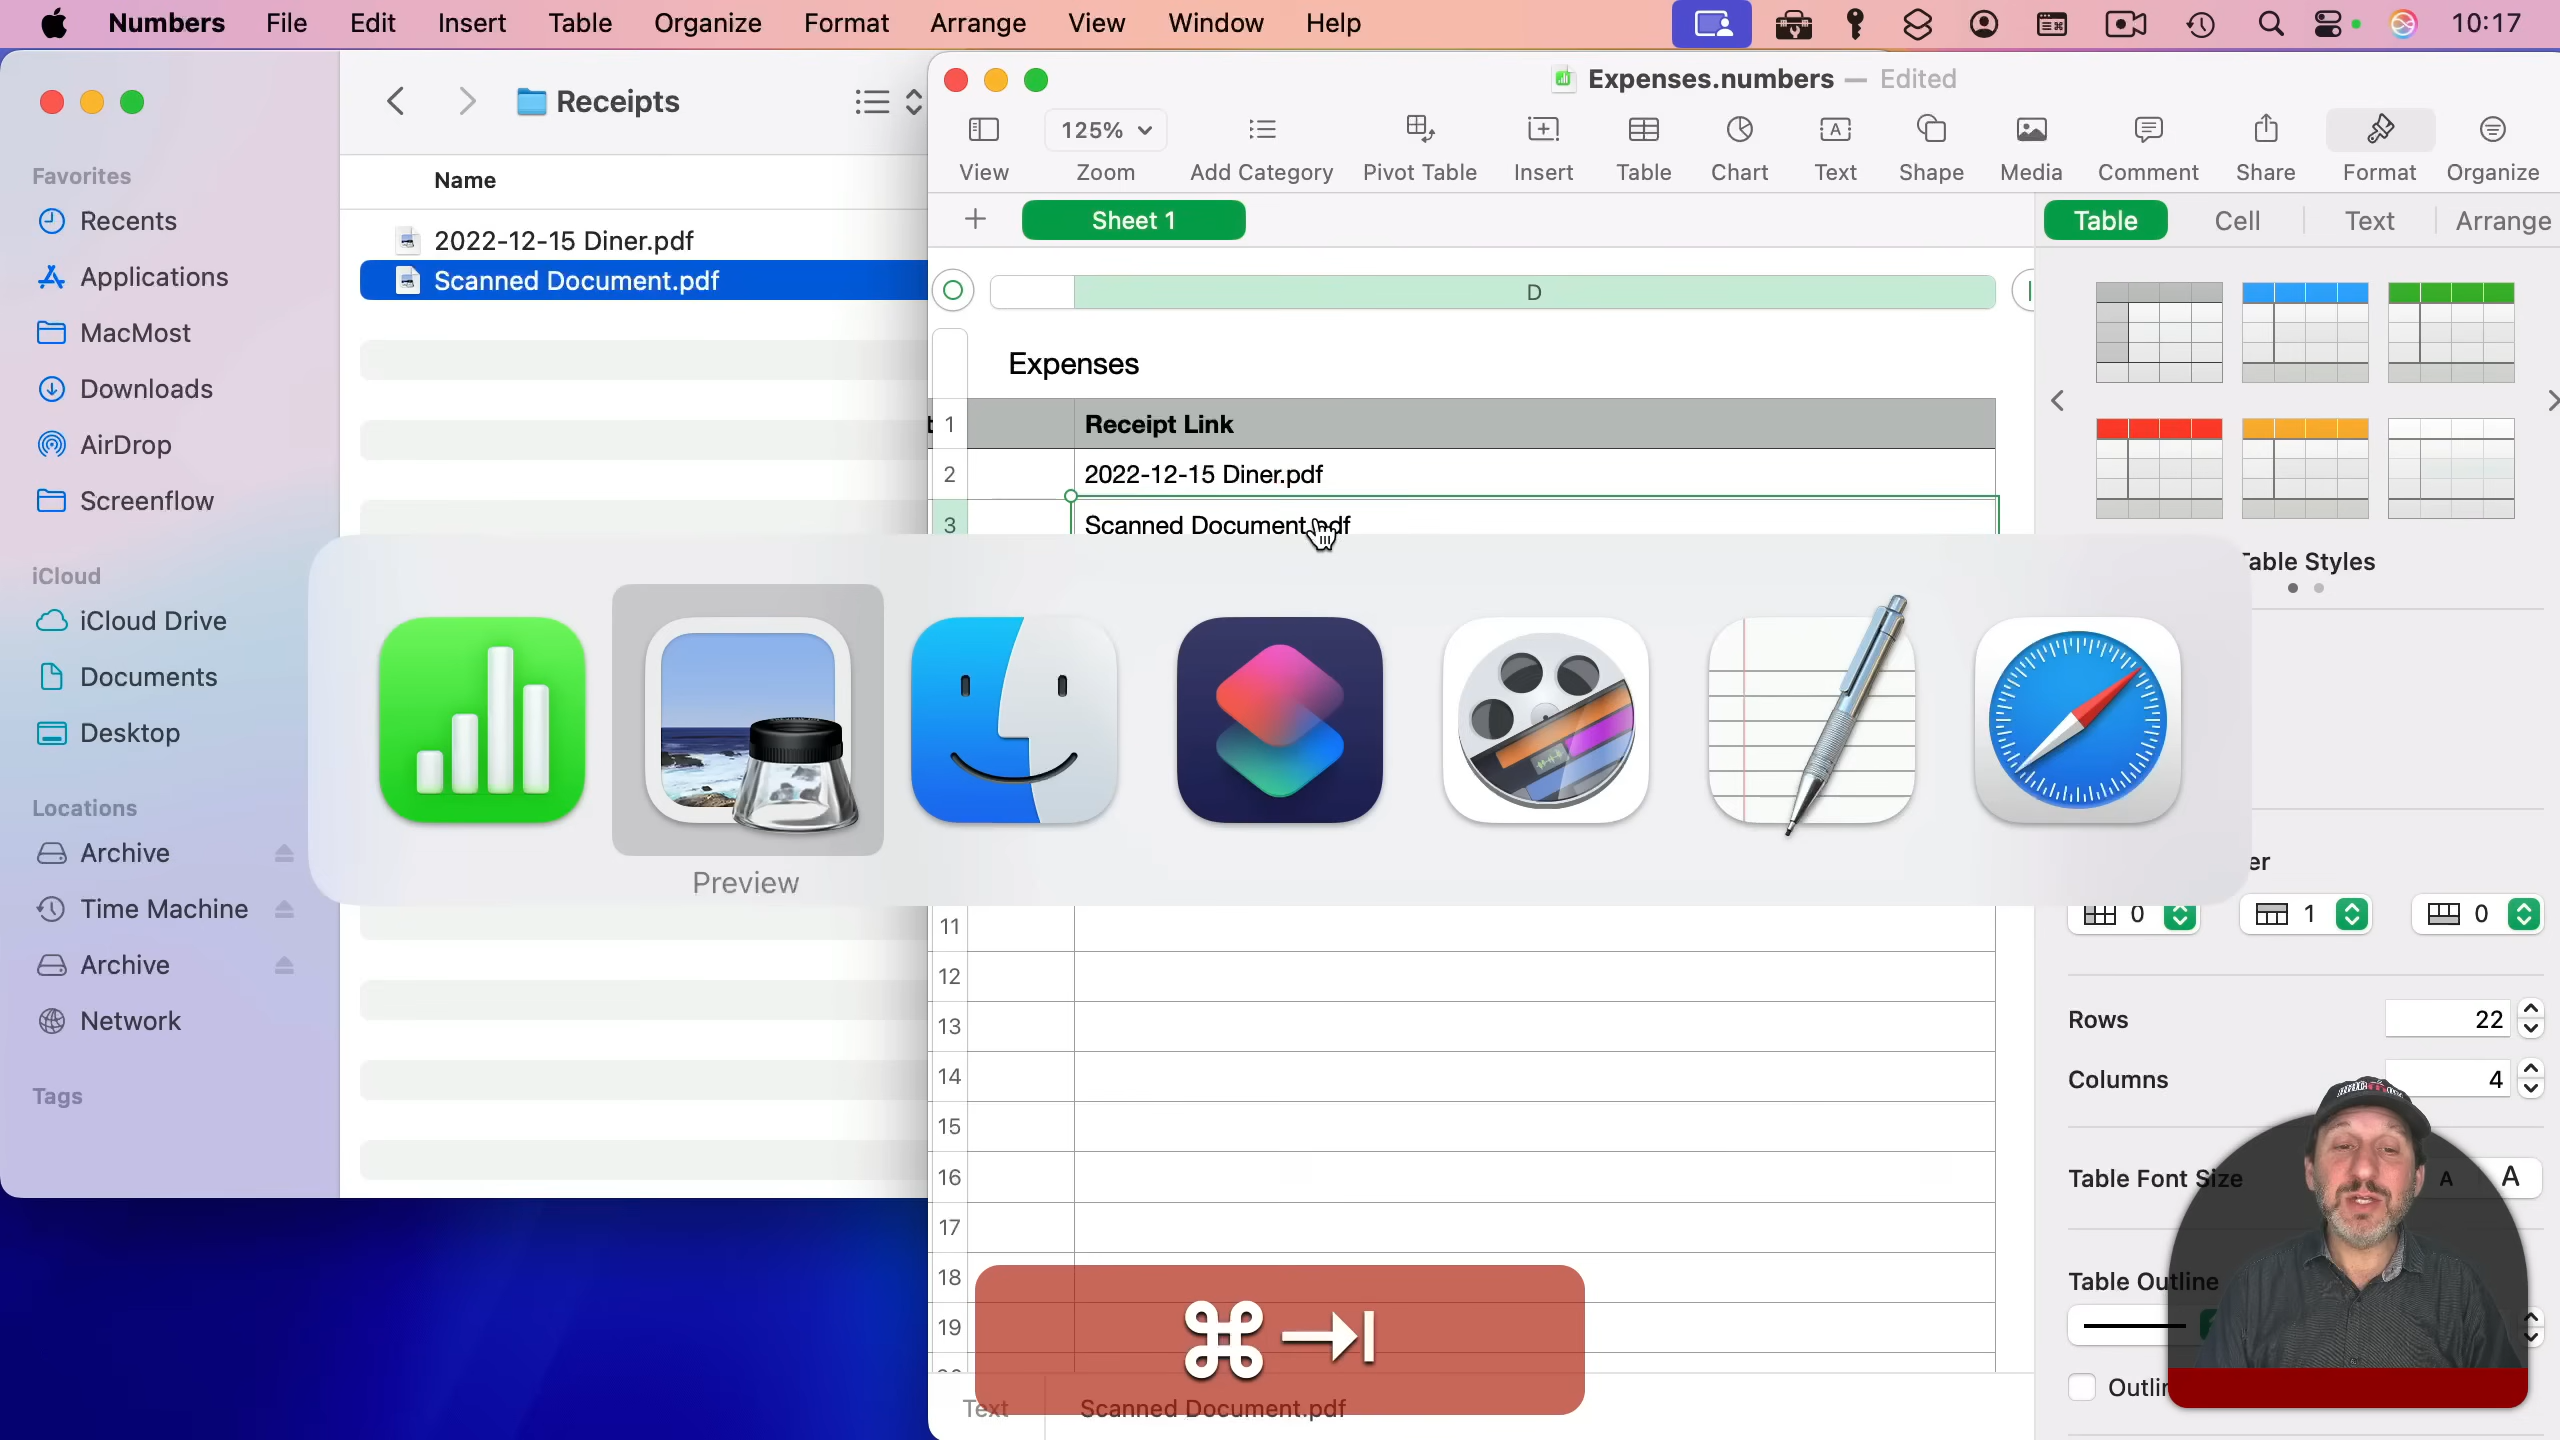 Numbers File Edit Insert Table Organize Format Arrange View Window Help 10:17
Receipts
Favorites
Recents
Applications
MacMost
Downloads
AirDrop
Screenflow
iCloud
iCloud Drive
Documents
Desktop
Locations
Archive
Time Machine
Archive
Network
Tags
Name
2022-12-15 Diner.pdf
Scanned Document.pdf
Expenses.numbers — Edited
125%
View Zoom Add Category Pivot Table Insert Table Chart Text Shape Media Comment Share Format Organize
Sheet 1
Table Cell Text Arrange
D
Expenses
1 Receipt Link
2 2022-12-15 Diner.pdf
3 Scanned Document.pdf
Preview
11
12
13
14
15
16
17
18
19
Text Scanned Document.pdf
Table Styles
er
0 1 0
Rows 22
Columns 4
Table Font Size A A
Table Outline
Outlin
⌘⇥